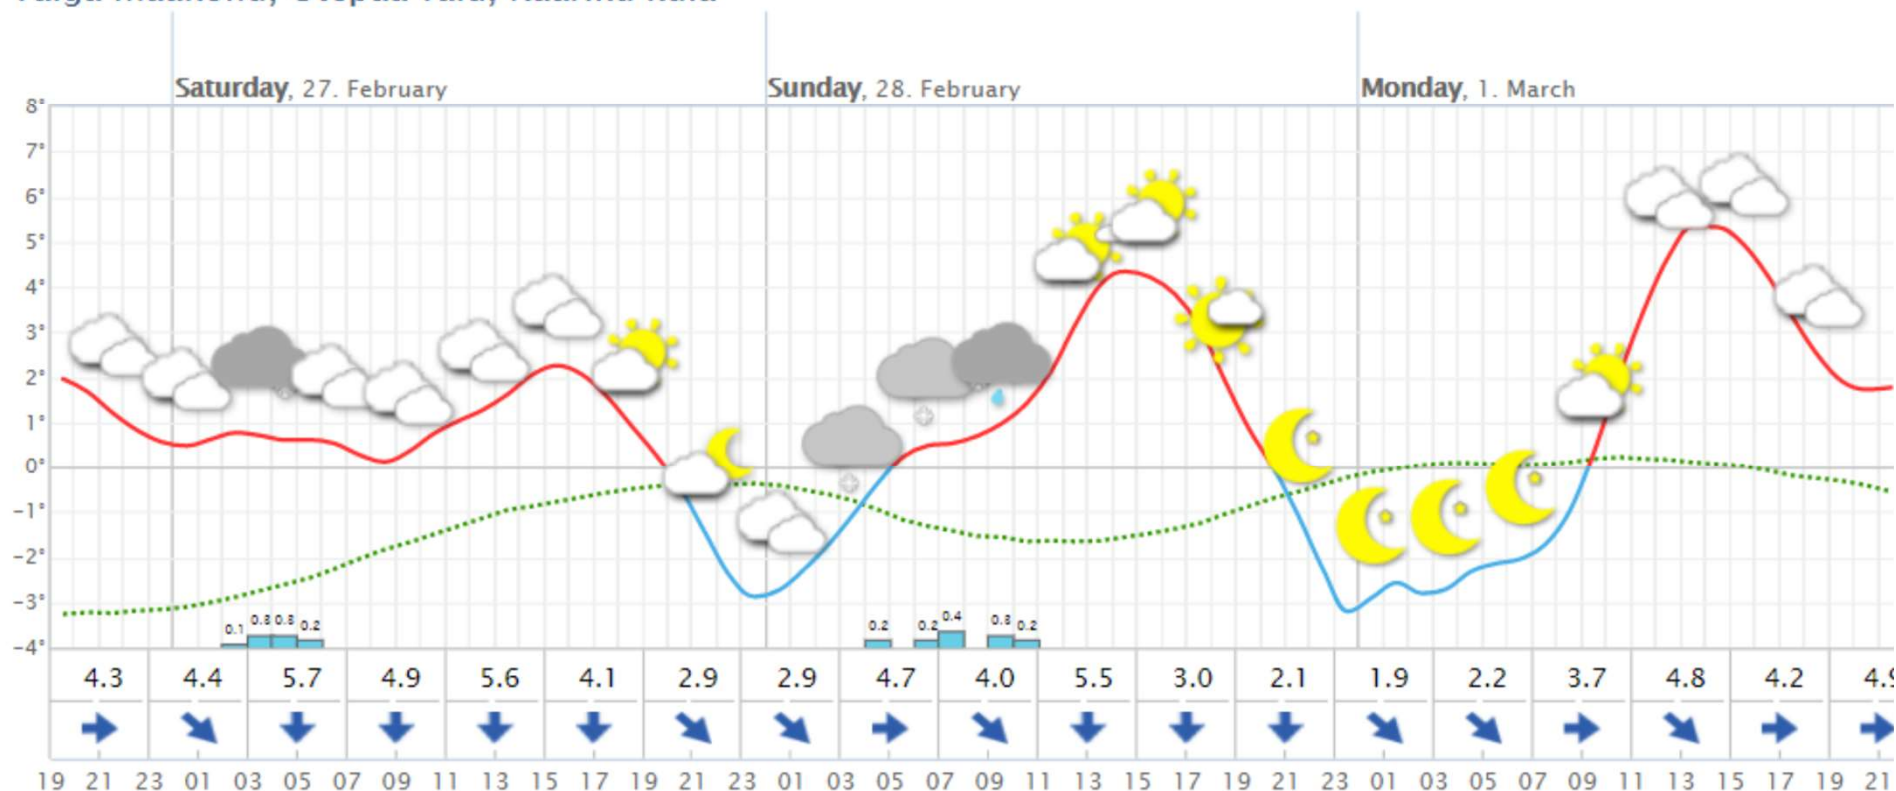 Saturday, 27. February
Sunday, 28. February
Monday, 1. March
8°
7°
6°
5°
4°
3°
2°
1°
0°
-1°
-2°
-3°
-4°
0.1 0.3 0.3 0.2 0.2 0.2 0.4 0.3 0.2
4.3 4.4 5.7 4.9 5.6 4.1 2.9 2.9 4.7 4.0 5.5 3.0 2.1 1.9 2.2 3.7 4.8 4.2
19 21 23 01 03 05 07 09 11 13 15 17 19 21 23 01 03 05 07 09 11 13 15 17 19 21 23 01 03 05 07 09 11 13 15 17 19 21